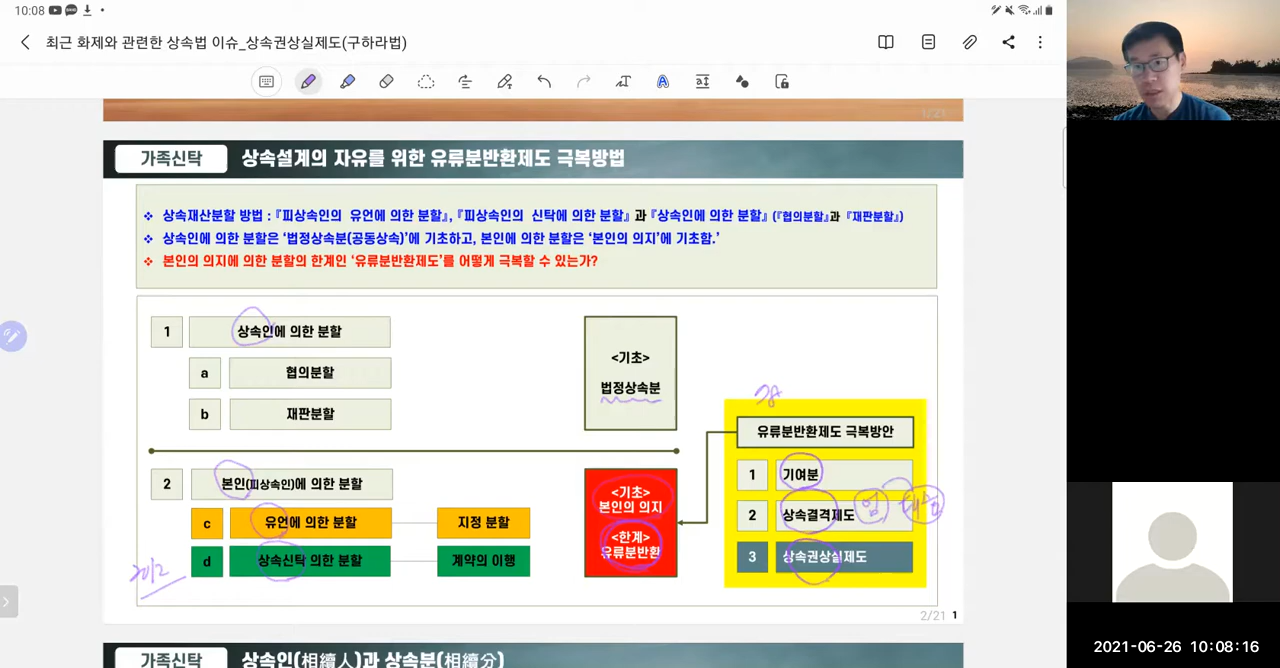 10:08
최근 화제와 관련한 상속법 이슈_상속권상실제도(구하라법)
1/21
가족신탁 상속설계의 자유를 위한 유류분반환제도 극복방법
❖ 상속재산분할 방법 : 『피상속인의 유언에 의한 분할』, 『피상속인의 신탁에 의한 분할』 과 『상속인에 의한 분할』 (『협의분할』과 『재판분할』)
❖ 상속인에 의한 분할은 ‘법정상속분(공동상속)’에 기초하고, 본인에 의한 분할은 ‘본인의 의지’에 기초함.’
❖ 본인의 의지에 의한 분할의 한계인 ‘유류분반환제도’를 어떻게 극복할 수 있는가?
1 상속인에 의한 분할
a 협의분할
b 재판분할
<기초>
법정상속분
2 본인(피상속인)에 의한 분할
c 유언에 의한 분할 지정 분할
d 상속신탁 의한 분할 계약의 이행
2012
<기초>
본인의 의지
<한계>
유류분반환
유류분반환제도 극복방안
1 기여분
2 상속결격제도
3 상속권상실제도
2/21 1
가족신탁 상속인(相續人)과 상속분(相續分)
2021-06-26 10:08:16